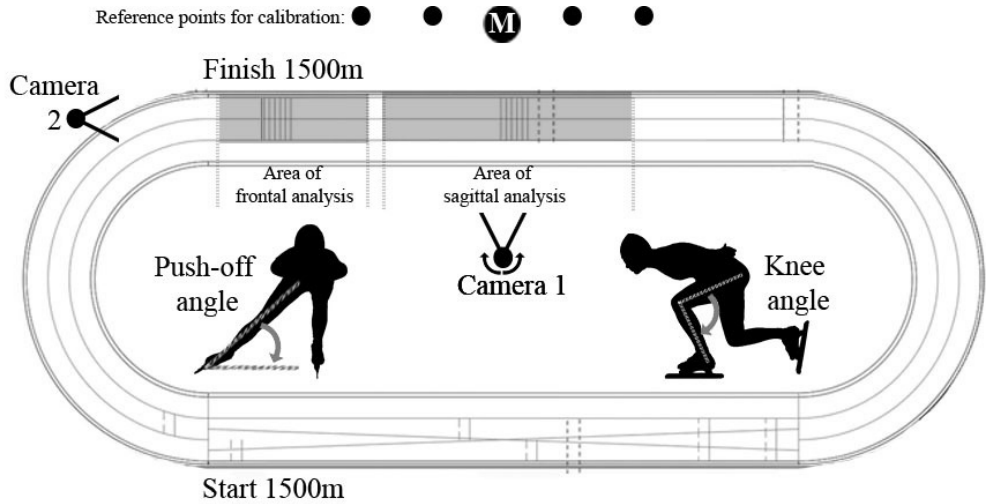 Reference points for calibration:
M
Finish 1500m
Camera
2
Area of
frontal analysis
Area of
sagittal analysis
Push-off
angle
Camera 1
Knee
angle
Start 1500m